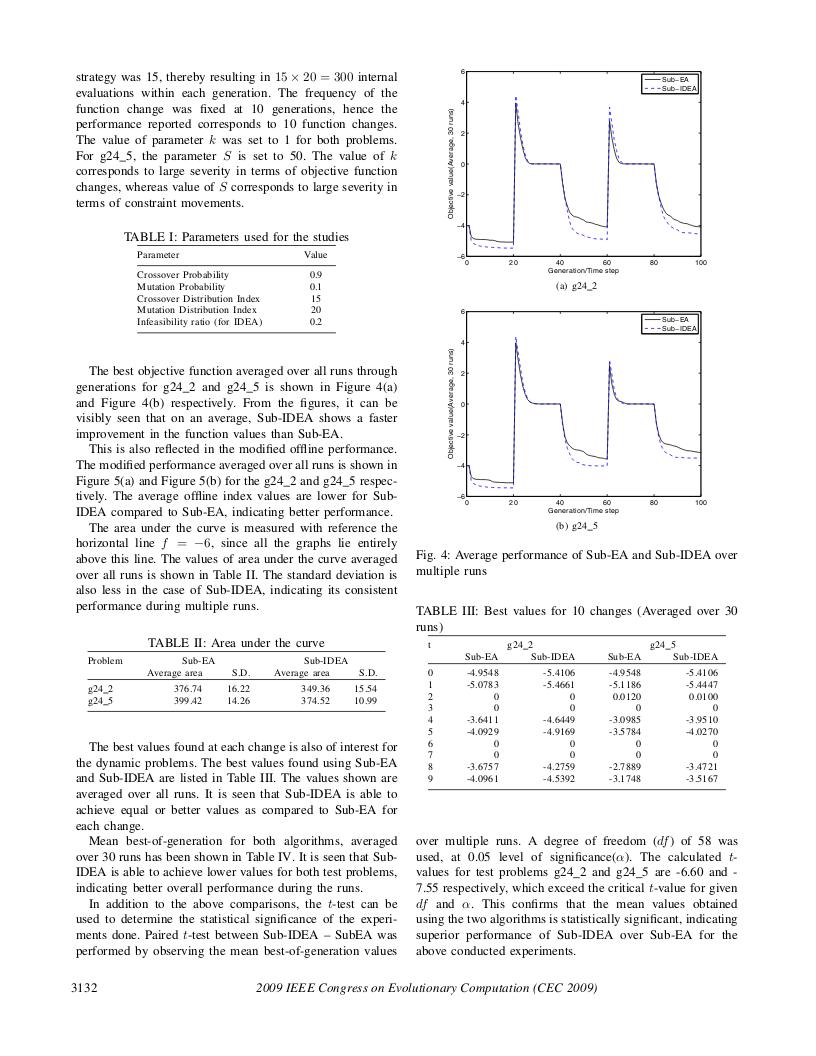 strategy was 15, thereby resulting in 15 × 20 = 300 internal
evaluations within each generation. The frequency of the
function change was fixed at 10 generations, hence the
performance reported corresponds to 10 function changes.
The value of parameter k was set to 1 for both problems.
For g24_5, the parameter S is set to 50. The value of k
corresponds to large severity in terms of objective function
changes, whereas value of S corresponds to large severity in
terms of constraint movements.
TABLE I: Parameters used for the studies
Parameter Value
Crossover Probability 0.9
Mutation Probability 0.1
Crossover Distribution Index 15
Mutation Distribution Index 20
Infeasibility ratio (for IDEA) 0.2
The best objective function averaged over all runs through
generations for g24_2 and g24_5 is shown in Figure 4(a)
and Figure 4(b) respectively. From the figures, it can be
visibly seen that on an average, Sub-IDEA shows a faster
improvement in the function values than Sub-EA.
This is also reflected in the modified offline performance.
The modified performance averaged over all runs is shown in
Figure 5(a) and Figure 5(b) for the g24_2 and g24_5 respec-
tively. The average offline index values are lower for Sub-
IDEA compared to Sub-EA, indicating better performance.
The area under the curve is measured with reference the
horizontal line f = −6, since all the graphs lie entirely
above this line. The values of area under the curve averaged
over all runs is shown in Table II. The standard deviation is
also less in the case of Sub-IDEA, indicating its consistent
performance during multiple runs.
TABLE II: Area under the curve
Problem Sub-EA Sub-IDEA
Average area S.D. Average area S.D.
g24_2 376.74 16.22 349.36 15.54
g24_5 399.42 14.26 374.52 10.99
The best values found at each change is also of interest for
the dynamic problems. The best values found using Sub-EA
and Sub-IDEA are listed in Table III. The values shown are
averaged over all runs. It is seen that Sub-IDEA is able to
achieve equal or better values as compared to Sub-EA for
each change.
Mean best-of-generation for both algorithms, averaged
over 30 runs has been shown in Table IV. It is seen that Sub-
IDEA is able to achieve lower values for both test problems,
indicating better overall performance during the runs.
In addition to the above comparisons, the t-test can be
used to determine the statistical significance of the experi-
ments done. Paired t-test between Sub-IDEA – SubEA was
performed by observing the mean best-of-generation values
6
4
2
0
−2
−4
−6
Objective value(Average, 30 runs)
Sub−EA
Sub−IDEA
0 20 40 60 80 100
Generation/Time step
(a) g24_2
6
4
2
0
−2
−4
−6
Objective value(Average, 30 runs)
Sub−EA
Sub−IDEA
0 20 40 60 80 100
Generation/Time step
(b) g24_5
Fig. 4: Average performance of Sub-EA and Sub-IDEA over
multiple runs
TABLE III: Best values for 10 changes (Averaged over 30
runs)
t g24_2 g24_5
Sub-EA Sub-IDEA Sub-EA Sub-IDEA
0 -4.9548 -5.4106 -4.9548 -5.4106
1 -5.0783 -5.4661 -5.1186 -5.4447
2 0 0 0.0120 0.0100
3 0 0 0 0
4 -3.6411 -4.6449 -3.0985 -3.9510
5 -4.0929 -4.9169 -3.5784 -4.0270
6 0 0 0 0
7 0 0 0 0
8 -3.6757 -4.2759 -2.7889 -3.4721
9 -4.0961 -4.5392 -3.1748 -3.5167
over multiple runs. A degree of freedom (df) of 58 was
used, at 0.05 level of significance(α). The calculated t-
values for test problems g24_2 and g24_5 are -6.60 and -
7.55 respectively, which exceed the critical t-value for given
df and α. This confirms that the mean values obtained
using the two algorithms is statistically significant, indicating
superior performance of Sub-IDEA over Sub-EA for the
above conducted experiments.
3132 2009 IEEE Congress on Evolutionary Computation (CEC 2009)